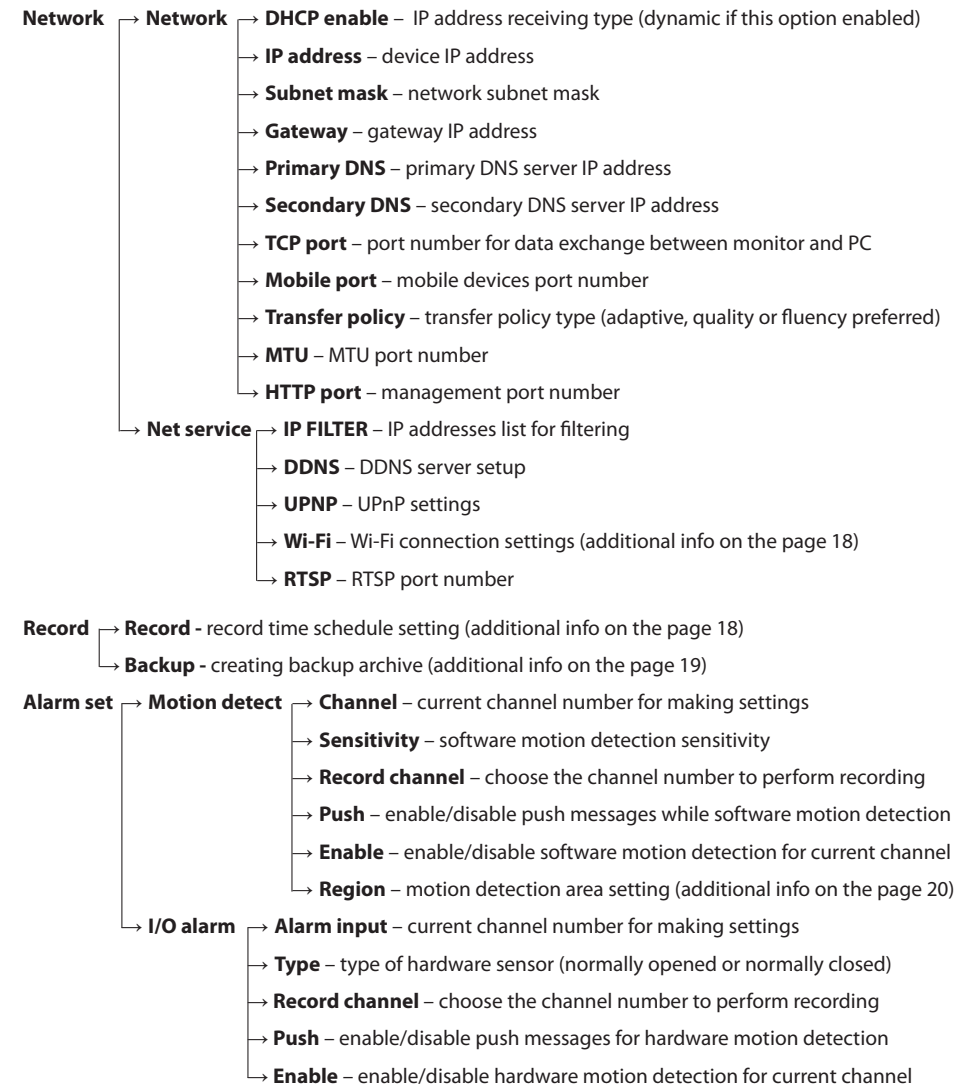 Network → Network → DHCP enable – IP address receiving type (dynamic if this option enabled)
→ IP address – device IP address
→ Subnet mask – network subnet mask
→ Gateway – gateway IP address
→ Primary DNS – primary DNS server IP address
→ Secondary DNS – secondary DNS server IP address
→ TCP port – port number for data exchange between monitor and PC
→ Mobile port – mobile devices port number
→ Transfer policy – transfer policy type (adaptive, quality or fluency preferred)
→ MTU – MTU port number
→ HTTP port – management port number
→ Net service → IP FILTER – IP addresses list for filtering
→ DDNS – DDNS server setup
→ UPNP – UPnP settings
→ Wi-Fi – Wi-Fi connection settings (additional info on the page 18)
→ RTSP – RTSP port number
Record → Record - record time schedule setting (additional info on the page 18)
→ Backup - creating backup archive (additional info on the page 19)
Alarm set → Motion detect → Channel – current channel number for making settings
→ Sensitivity – software motion detection sensitivity
→ Record channel – choose the channel number to perform recording
→ Push – enable/disable push messages while software motion detection
→ Enable – enable/disable software motion detection for current channel
→ Region – motion detection area setting (additional info on the page 20)
→ I/O alarm → Alarm input – current channel number for making settings
→ Type – type of hardware sensor (normally opened or normally closed)
→ Record channel – choose the channel number to perform recording
→ Push – enable/disable push messages for hardware motion detection
→ Enable – enable/disable hardware motion detection for current channel